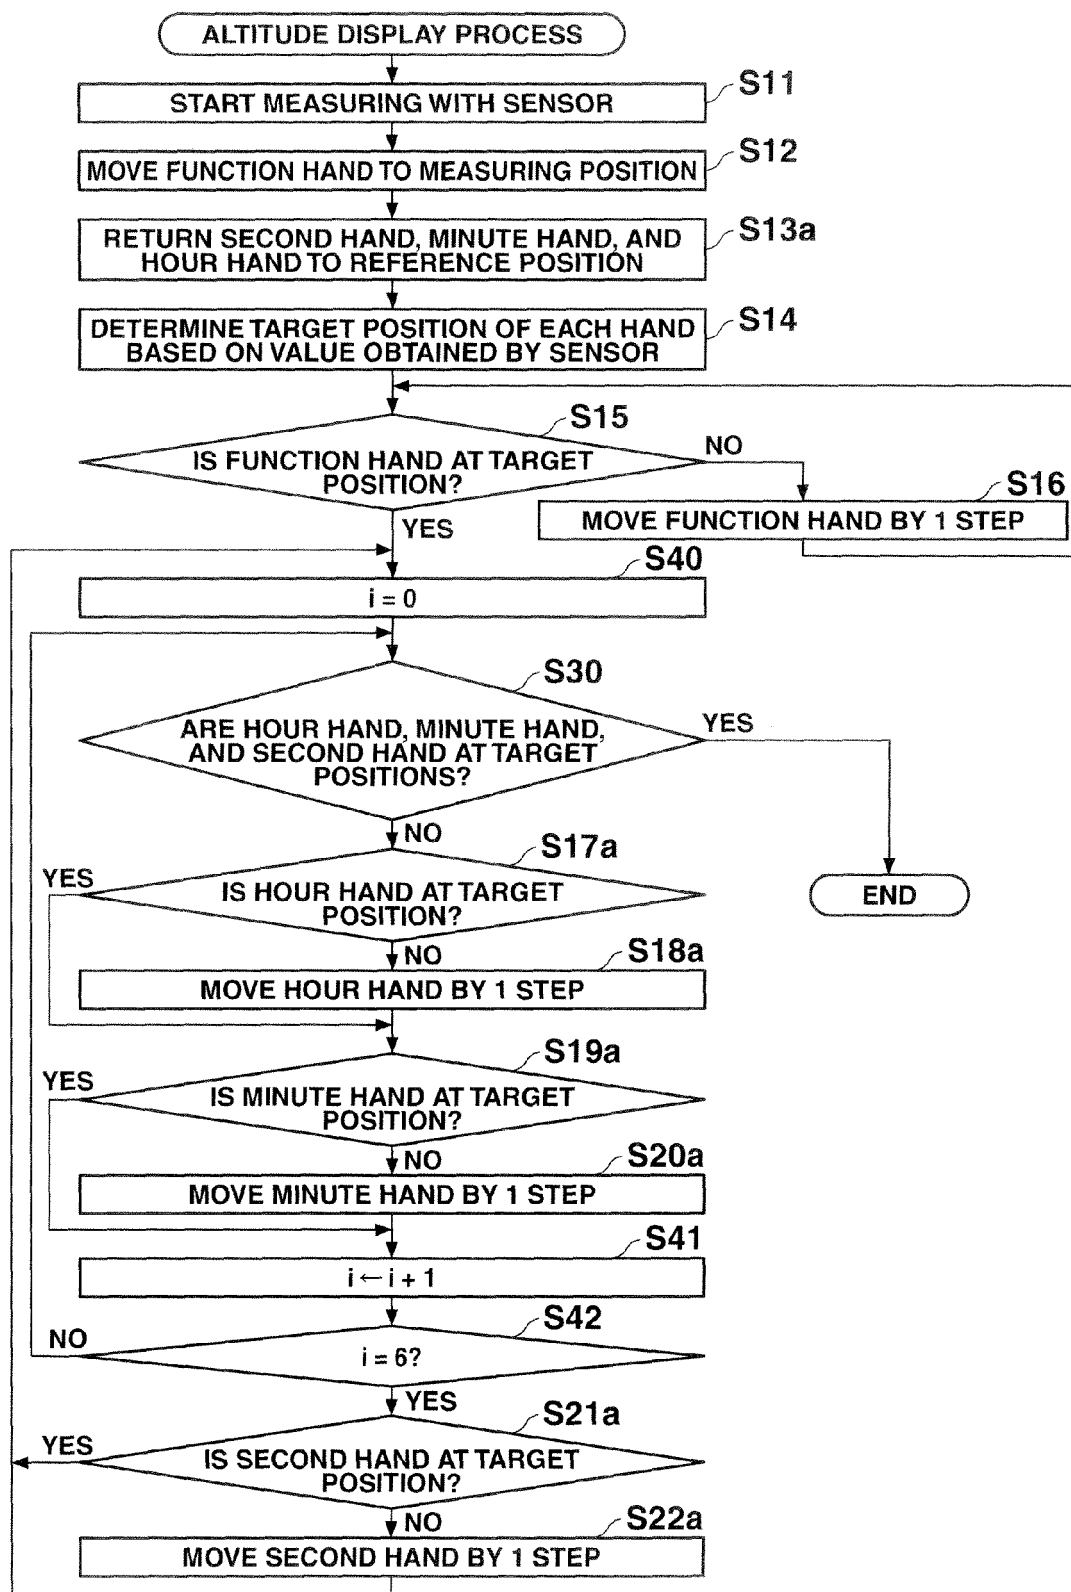 ALTITUDE DISPLAY PROCESS
S11
START MEASURING WITH SENSOR
S12
MOVE FUNCTION HAND TO MEASURING POSITION
S13a
RETURN SECOND HAND, MINUTE HAND, AND
HOUR HAND TO REFERENCE POSITION
S14
DETERMINE TARGET POSITION OF EACH HAND
BASED ON VALUE OBTAINED BY SENSOR
S15
IS FUNCTION HAND AT TARGET
POSITION?
NO
S16
MOVE FUNCTION HAND BY 1 STEP
YES
S40
i = 0
S30
ARE HOUR HAND, MINUTE HAND,
AND SECOND HAND AT TARGET
POSITIONS?
YES
END
NO
S17a
YES
IS HOUR HAND AT TARGET
POSITION?
NO
S18a
MOVE HOUR HAND BY 1 STEP
S19a
YES
IS MINUTE HAND AT TARGET
POSITION?
NO
S20a
MOVE MINUTE HAND BY 1 STEP
S41
i ← i + 1
S42
NO
i = 6?
YES
S21a
YES
IS SECOND HAND AT TARGET
POSITION?
NO
S22a
MOVE SECOND HAND BY 1 STEP